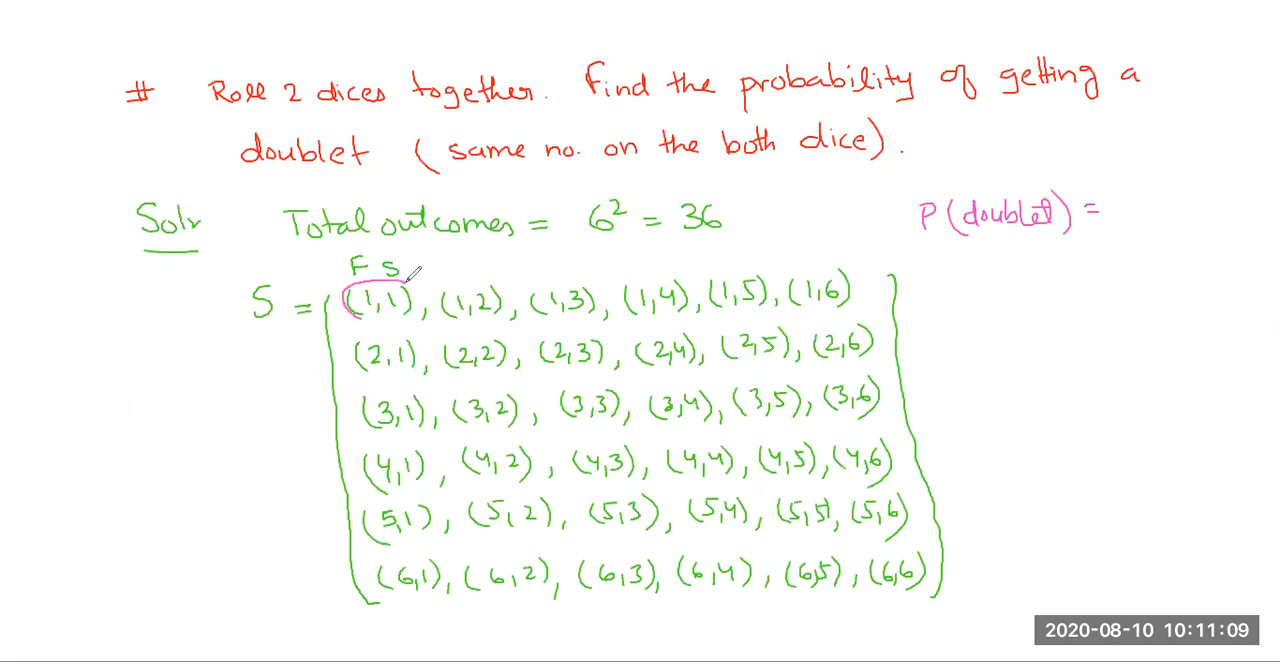 # Roll 2 dices together. Find the probability of getting a
doublet (same no. on the both dice).
Soln Total outcomes = 6² = 36 P(doublet) =
F S
S = { (1,1), (1,2), (1,3), (1,4), (1,5), (1,6)
(2,1), (2,2), (2,3), (2,4), (2,5), (2,6)
(3,1), (3,2), (3,3), (3,4), (3,5), (3,6)
(4,1), (4,2), (4,3), (4,4), (4,5), (4,6)
(5,1), (5,2), (5,3), (5,4), (5,5), (5,6)
(6,1), (6,2), (6,3), (6,4), (6,5), (6,6) }
2020-08-10 10:11:09